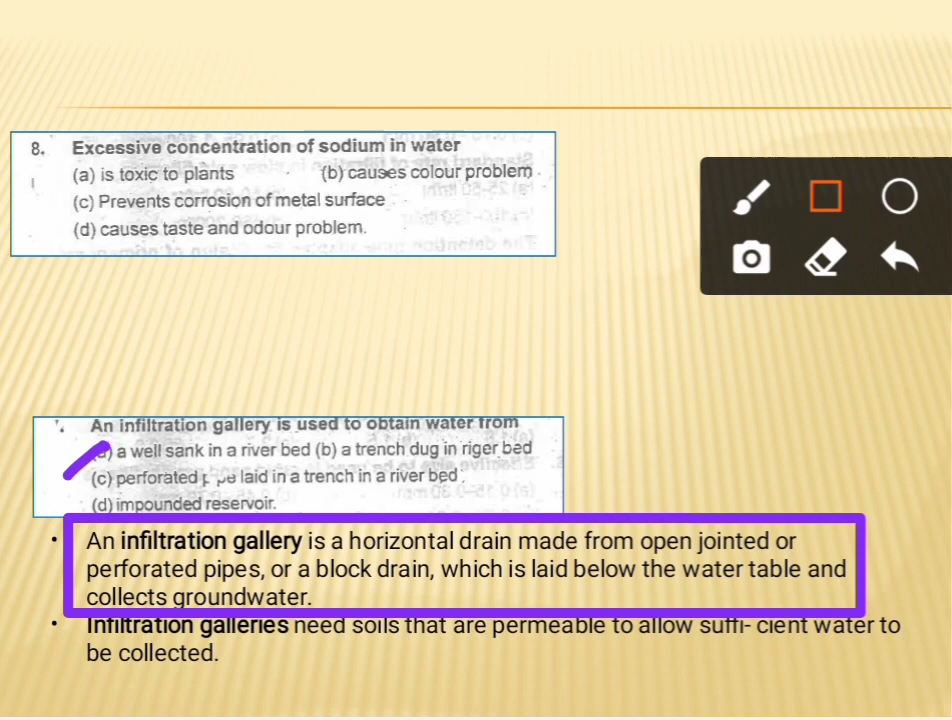 8. Excessive concentration of sodium in water
(a) is toxic to plants (b) causes colour problem
(c) Prevents corrosion of metal surface
(d) causes taste and odour problem.
An infiltration gallery is used to obtain water from
a well sank in a river bed (b) a trench dug in riger bed
(c) perforated laid in a trench in a river bed
(d) impounded reservoir.
• An infiltration gallery is a horizontal drain made from open jointed or
perforated pipes, or a block drain, which is laid below the water table and
collects groundwater.
• Infiltration galleries need soils that are permeable to allow suffi- cient water to
be collected.